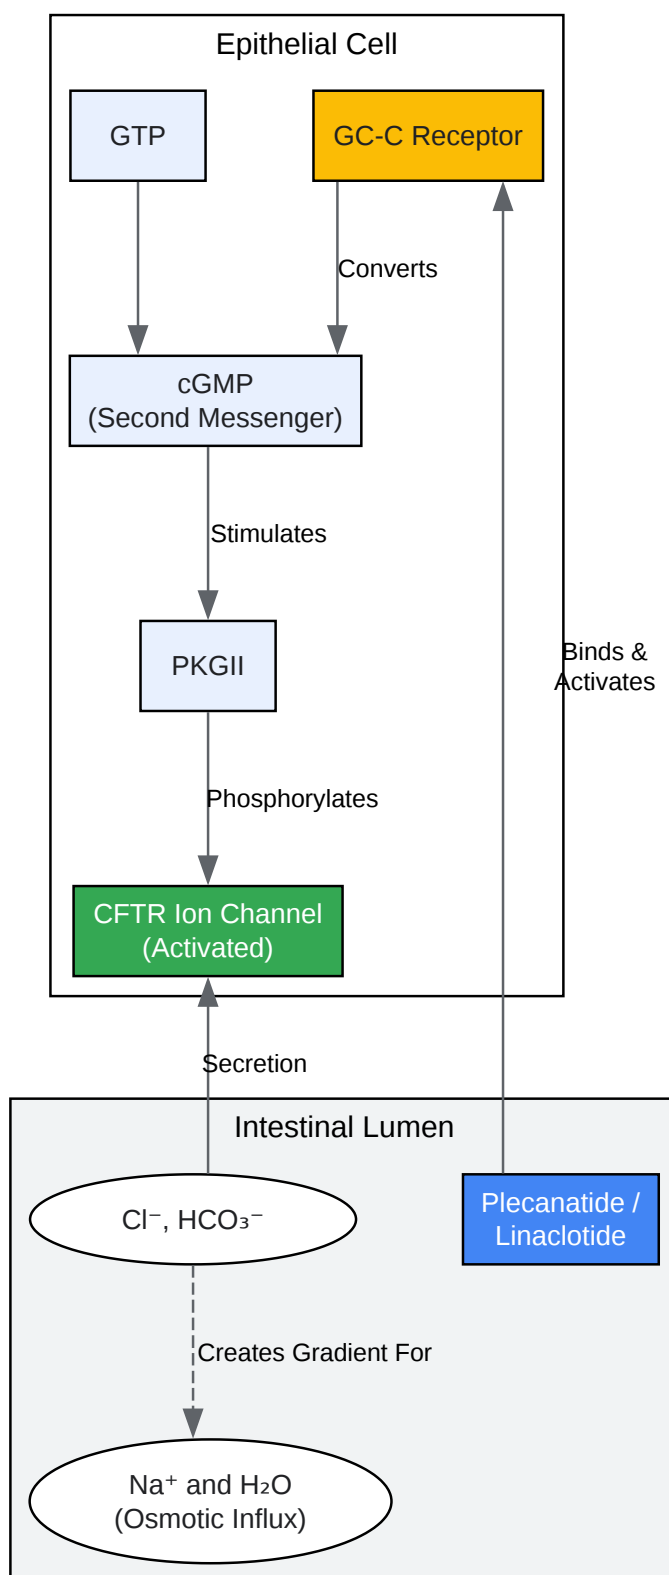 Epithelial Cell
GTP
GC-C Receptor
Converts
cGMP
(Second Messenger)
Stimulates
PKGII
Binds &
Activates
Phosphorylates
CFTR Ion Channel
(Activated)
Secretion
Intestinal Lumen
Cl⁻, HCO₃⁻
Plecanatide /
Linaclotide
Creates Gradient For
Na⁺ and H₂O
(Osmotic Influx)